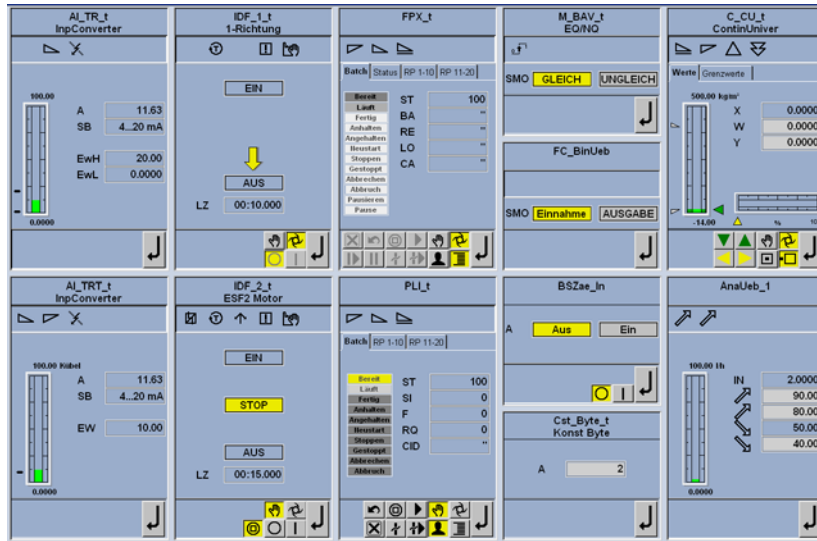 AI_TR_t
InpConverter
100.00
A 11.63
SB 4...20 mA
EwH 20.00
EwL 0.0000
0.0000
IDF_1_t
1-Richtung
EIN
AUS
LZ 00:10.000
FPX_t
Batch Status RP 1-10 RP 11-20
Bereit
Läuft
Fertig
Anhalten
Angehalten
Neustart
Stoppen
Gestoppt
Abbrechen
Abbruch
Pausieren
Pause
ST 100
BA "
RE "
LO "
CA "
M_BAV_t
EQ/NQ
SMO GLEICH UNGLEICH
FC_BinUeb
SMO Einnahme AUSGABE
C_CU_t
ContinUniver
Werte Grenzwerte
500.00 kg/m³
X 0.0000
W 0.0000
Y 0.0000
-14.00
%
AI_TRT_t
InpConverter
100.00 Kübel
A 11.63
SB 4...20 mA
EW 10.00
0.0000
IDF_2_t
ESF2 Motor
EIN
STOP
AUS
LZ 00:15.000
PLI_t
Batch RP 1-10 RP 11-20
Bereit
Läuft
Fertig
Anhalten
Angehalten
Neustart
Stoppen
Gestoppt
Abbrechen
Abbruch
ST 100
SI 0
F 0
RQ 0
CID "
BSZae_In
A Aus Ein
Cst_Byte_t
Konst Byte
A 2
AnaUeb_1
100.00 l/h
IN 2.0000
90.00
80.00
50.00
40.00
0.0000